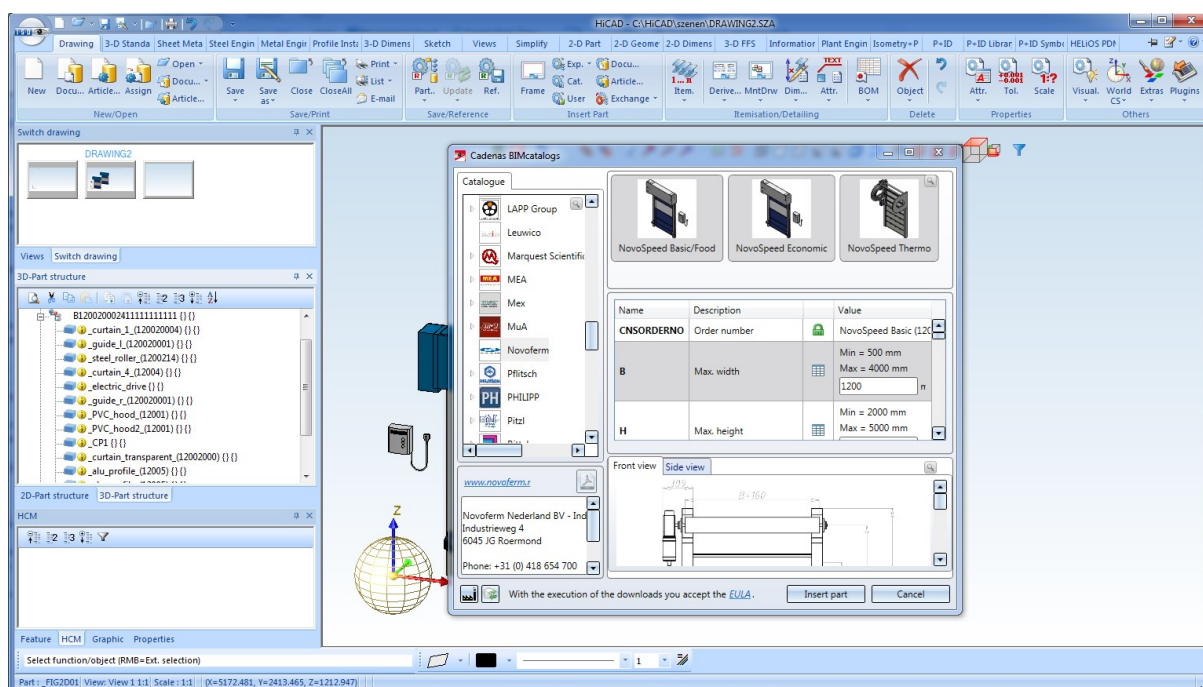 HiCAD - C:\HiCAD\szenen\DRAWING2.SZA
Drawing 3-D Standa Sheet Meta Steel Engin Metal Engir Profile Insta 3-D Dimens Sketch Views Simplify 2-D Part 2-D Geome 2-D Dimens 3-D FFS Information Plant Engin Isometry+P P+ID P+ID Librar P+ID Symb HELiOS PDM
New Docu... Article... Assign Open Docu... Article... Save Save as Close CloseAll Print List E-mail Part.. Update Ref. Frame Exp. Cat. User Docu... Article... Exchange 1...n Item. Derive... MntDrw Dim... TEXT Attr. BOM Object Attr. Tol. 1:? Scale Visual. World CS Extras Plugins
New/Open Save/Print Save/Reference Insert Part Itemisation/Detailing Delete Properties Others
Switch drawing
DRAWING2
Views Switch drawing
3D-Part structure
B120020002411111111111 {} {}
_curtain_1_(120020004) {} {}
_guide_l_(120020001) {} {}
_steel_roller_(1200214) {} {}
_curtain_4_(12004) {} {}
_electric_drive {} {}
_guide_r_(120020001) {} {}
_PVC_hood_(12001) {} {}
_PVC_hood2_(12001) {} {}
_CP1 {} {}
_curtain_transparent_(12002000) {} {}
_alu_profile_(12005) {} {}
2D-Part structure 3D-Part structure
HCM
Feature HCM Graphic Properties
Z
Cadenas BIMcatalogs
Catalogue
LAPP Group
Leuwico
Marquest Scientific
MEA
Mex
MuA
Novoferm
Pflitsch
PH PHILIPP
Pitzl
www.novoferm.r
Novoferm Nederland BV - Ind
Industrieweg 4
6045 JG Roermond
Phone: +31 (0) 418 654 700
NovoSpeed Basic/Food NovoSpeed Economic NovoSpeed Thermo
Name Description Value
CNSORDERNO Order number NovoSpeed Basic (120
B Max. width Min = 500 mm
Max = 4000 mm
1200
H Max. height Min = 2000 mm
Max = 5000 mm
Front view Side view
B+160
With the execution of the downloads you accept the EULA.
Insert part Cancel
Select function/object (RMB=Ext. selection)
1
Part : _FIG2D01 View: View 1 1:1 Scale : 1:1 (X=5172.481, Y=2413.465, Z=1212.947)